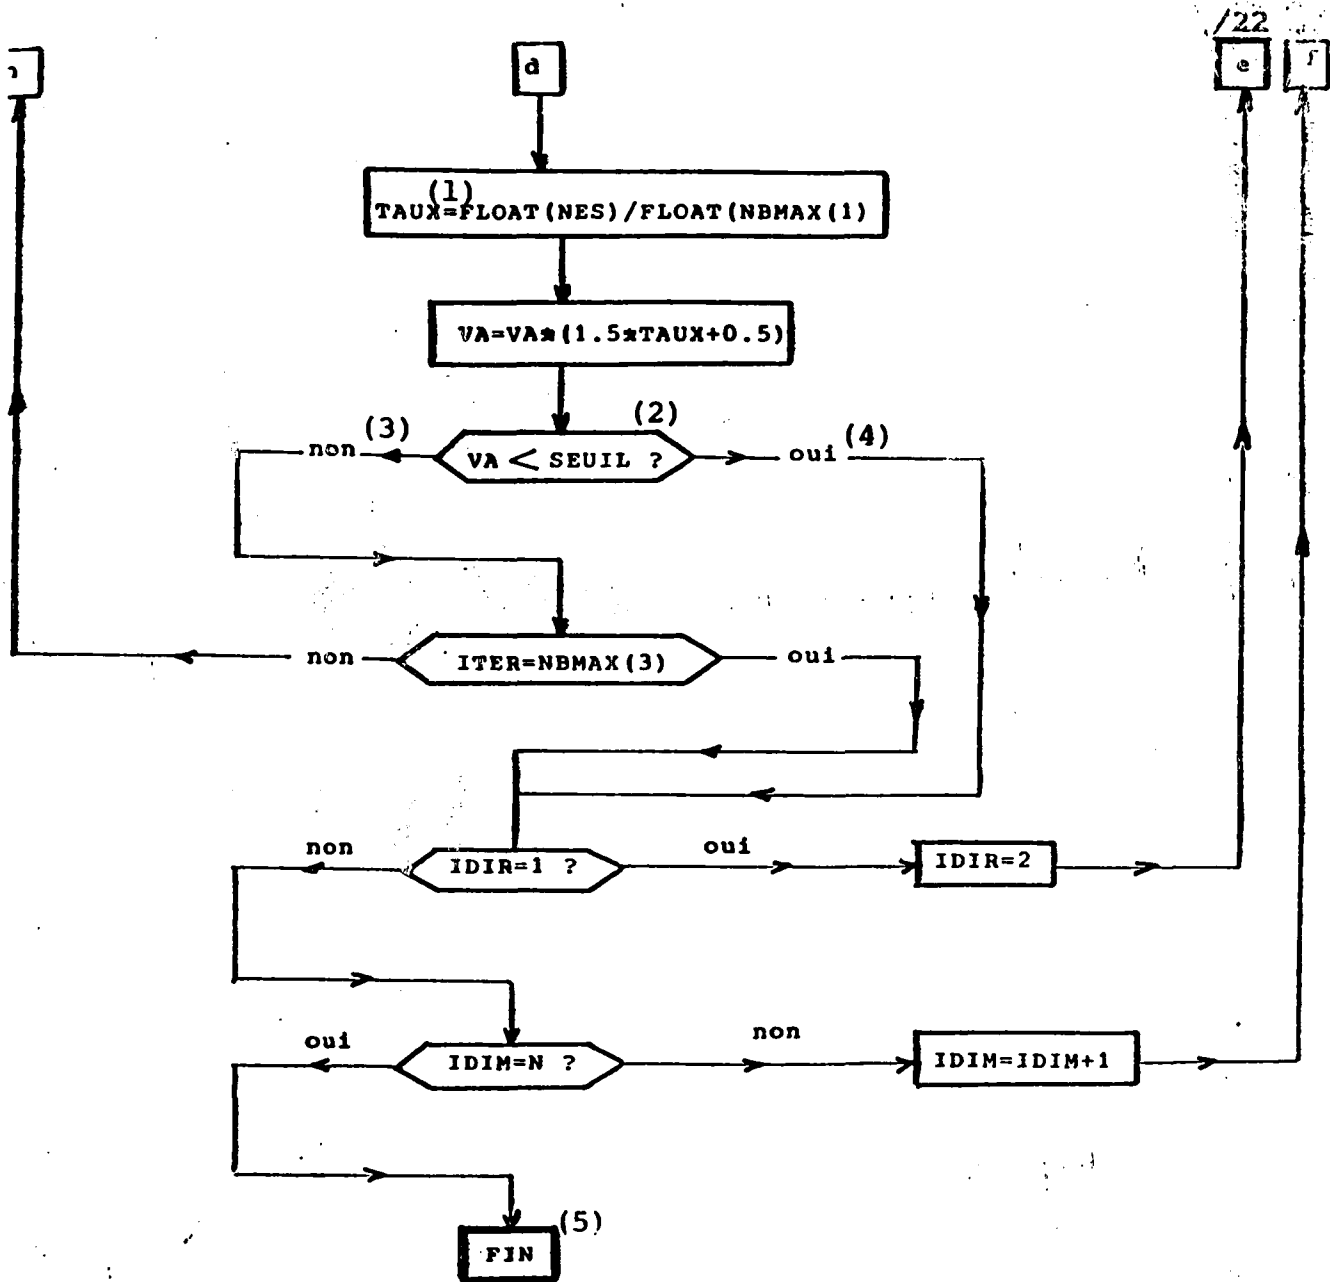 /22
d
e
f
(1)
TAUX=FLOAT(NES)/FLOAT(NBMAX(1)
VA=VA*(1.5*TAUX+0.5)
(2)
(3)
(4)
non
VA < SEUIL ?
oui
non
ITER=NBMAX(3)
oui
non
IDIR=1 ?
oui
IDIR=2
oui
IDIM=N ?
non
IDIM=IDIM+1
(5)
FIN